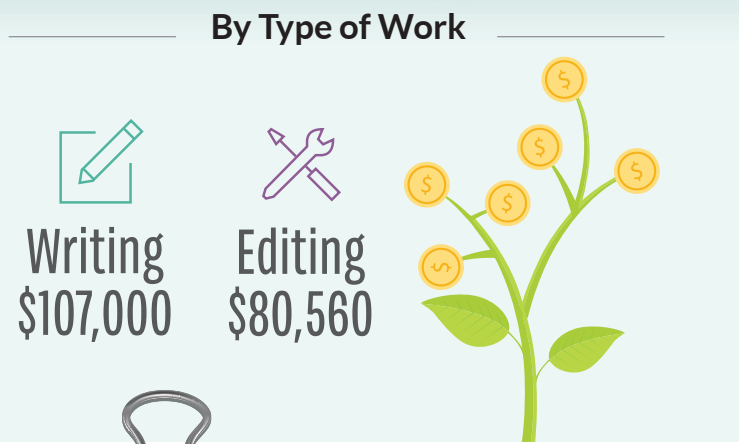 By Type of Work
Writing
$107,000
Editing
$80,560
$
$
$
$
$
$